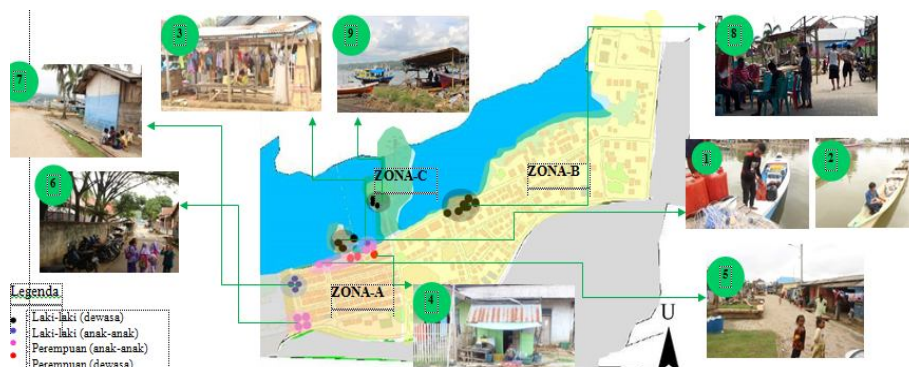 3
9
8
7
6
1
2
5
4
ZONA-B
ZONA-C
ZONA-A
U
Legenda
Laki-laki (dewasa)
Laki-laki (anak-anak)
Perempuan (anak-anak)
Perempuan (dewasa)